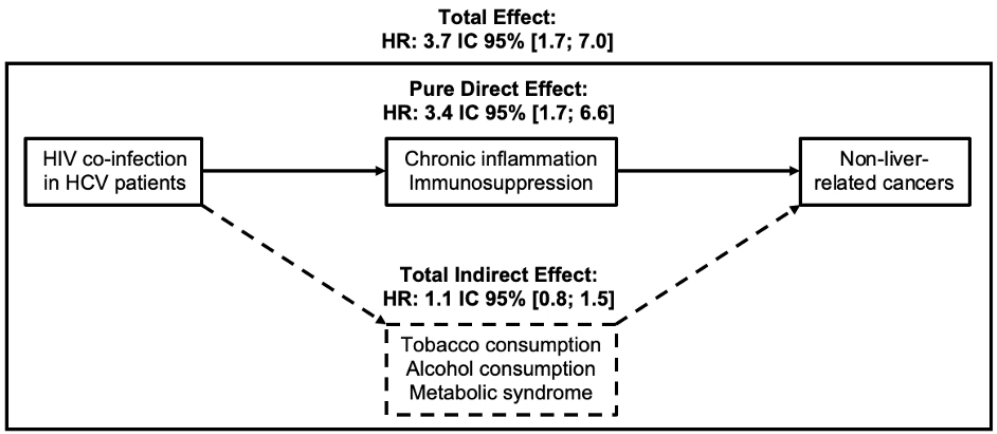 Total Effect:
HR: 3.7 IC 95% [1.7; 7.0]
Pure Direct Effect:
HR: 3.4 IC 95% [1.7; 6.6]
HIV co-infection
in HCV patients
Chronic inflammation
Immunosuppression
Non-liver-
related cancers
Total Indirect Effect:
HR: 1.1 IC 95% [0.8; 1.5]
Tobacco consumption
Alcohol consumption
Metabolic syndrome